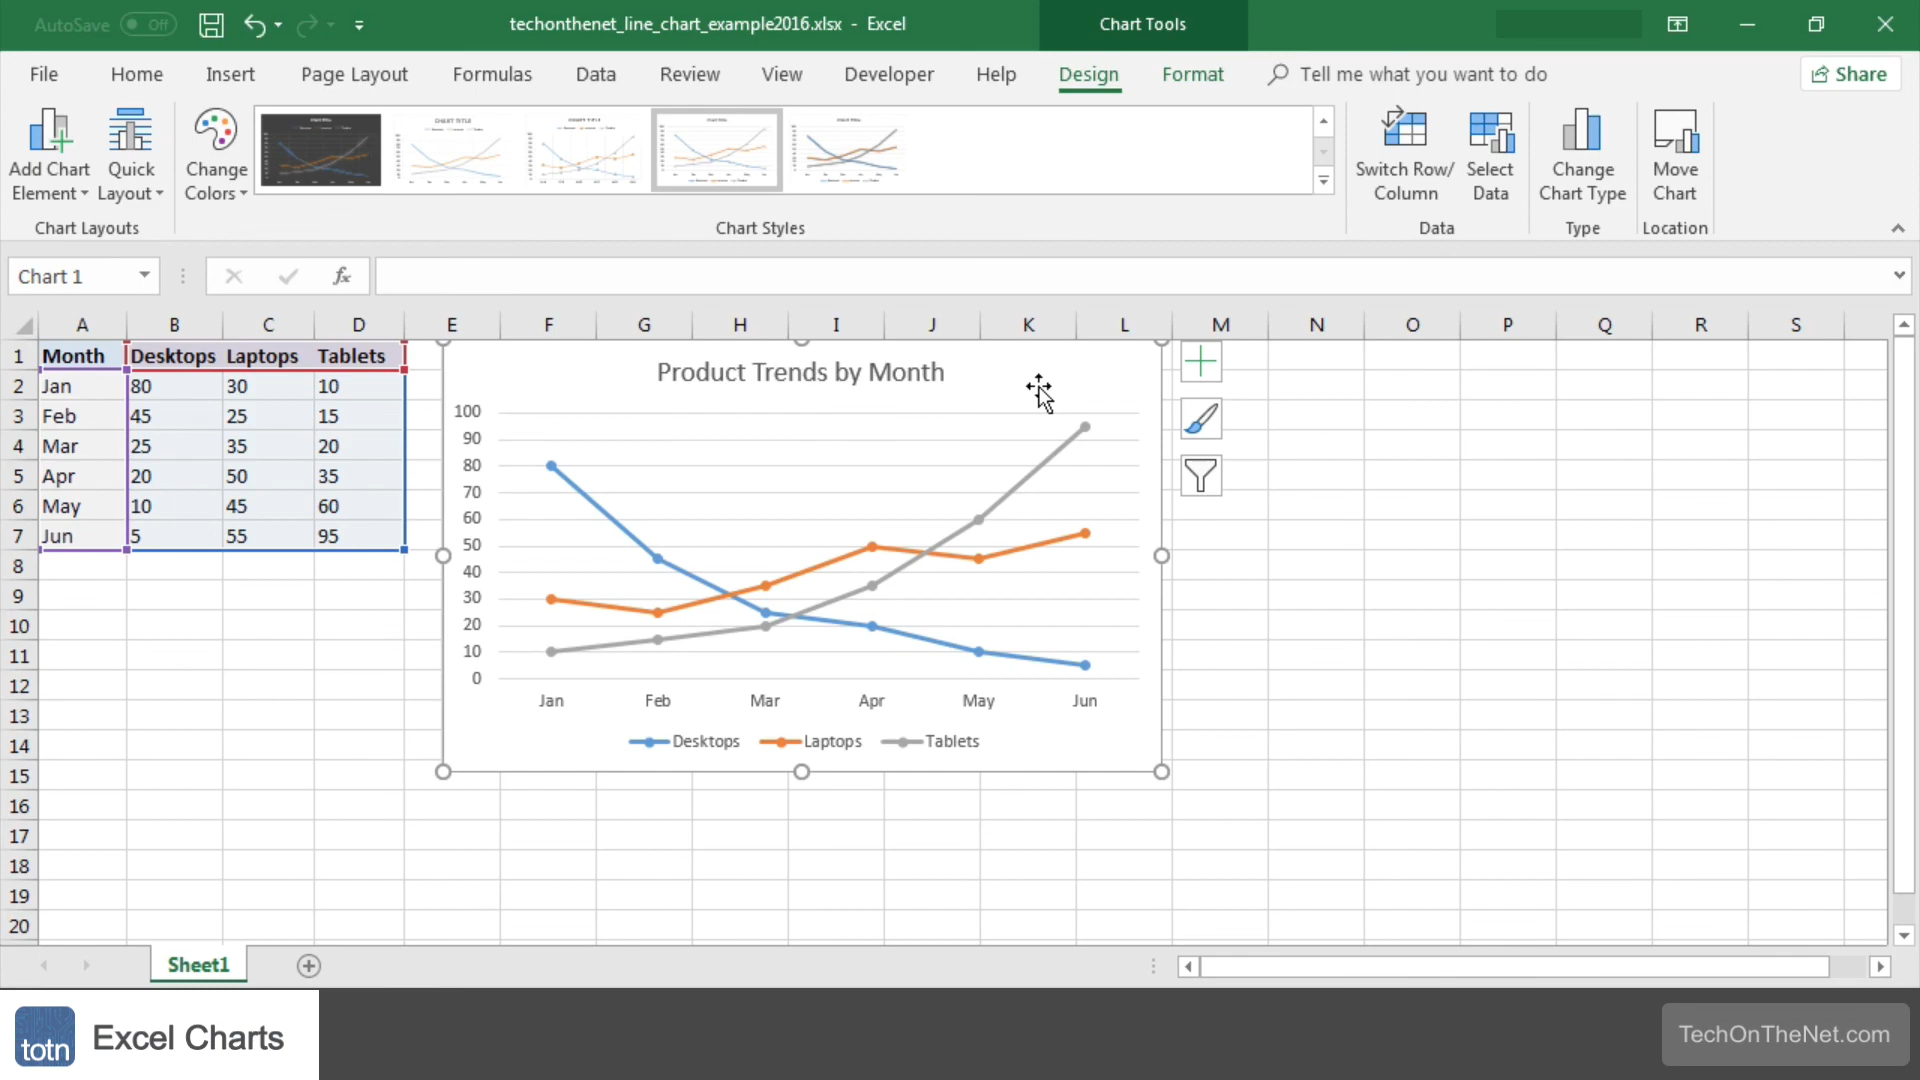 AutoSave Off techonthenet_line_chart_example2016.xlsx - Excel Chart Tools
File Home Insert Page Layout Formulas Data Review View Developer Help Design Format Tell me what you want to do Share
Add Chart Element Quick Layout Change Colors Switch Row/ Column Select Data Change Chart Type Move Chart
Chart Layouts Chart Styles Data Type Location
Chart 1 fx
A B C D E F G H I J K L M N O P Q R S
1 Month Desktops Laptops Tablets
2 Jan 80 30 10
3 Feb 45 25 15
4 Mar 25 35 20
5 Apr 20 50 35
6 May 10 45 60
7 Jun 5 55 95
8
9
10
11
12
13
14
15
16
17
18
19
20
Product Trends by Month
100
90
80
70
60
50
40
30
20
10
0
Jan Feb Mar Apr May Jun
Desktops Laptops Tablets
Sheet1
totn Excel Charts
TechOnTheNet.com